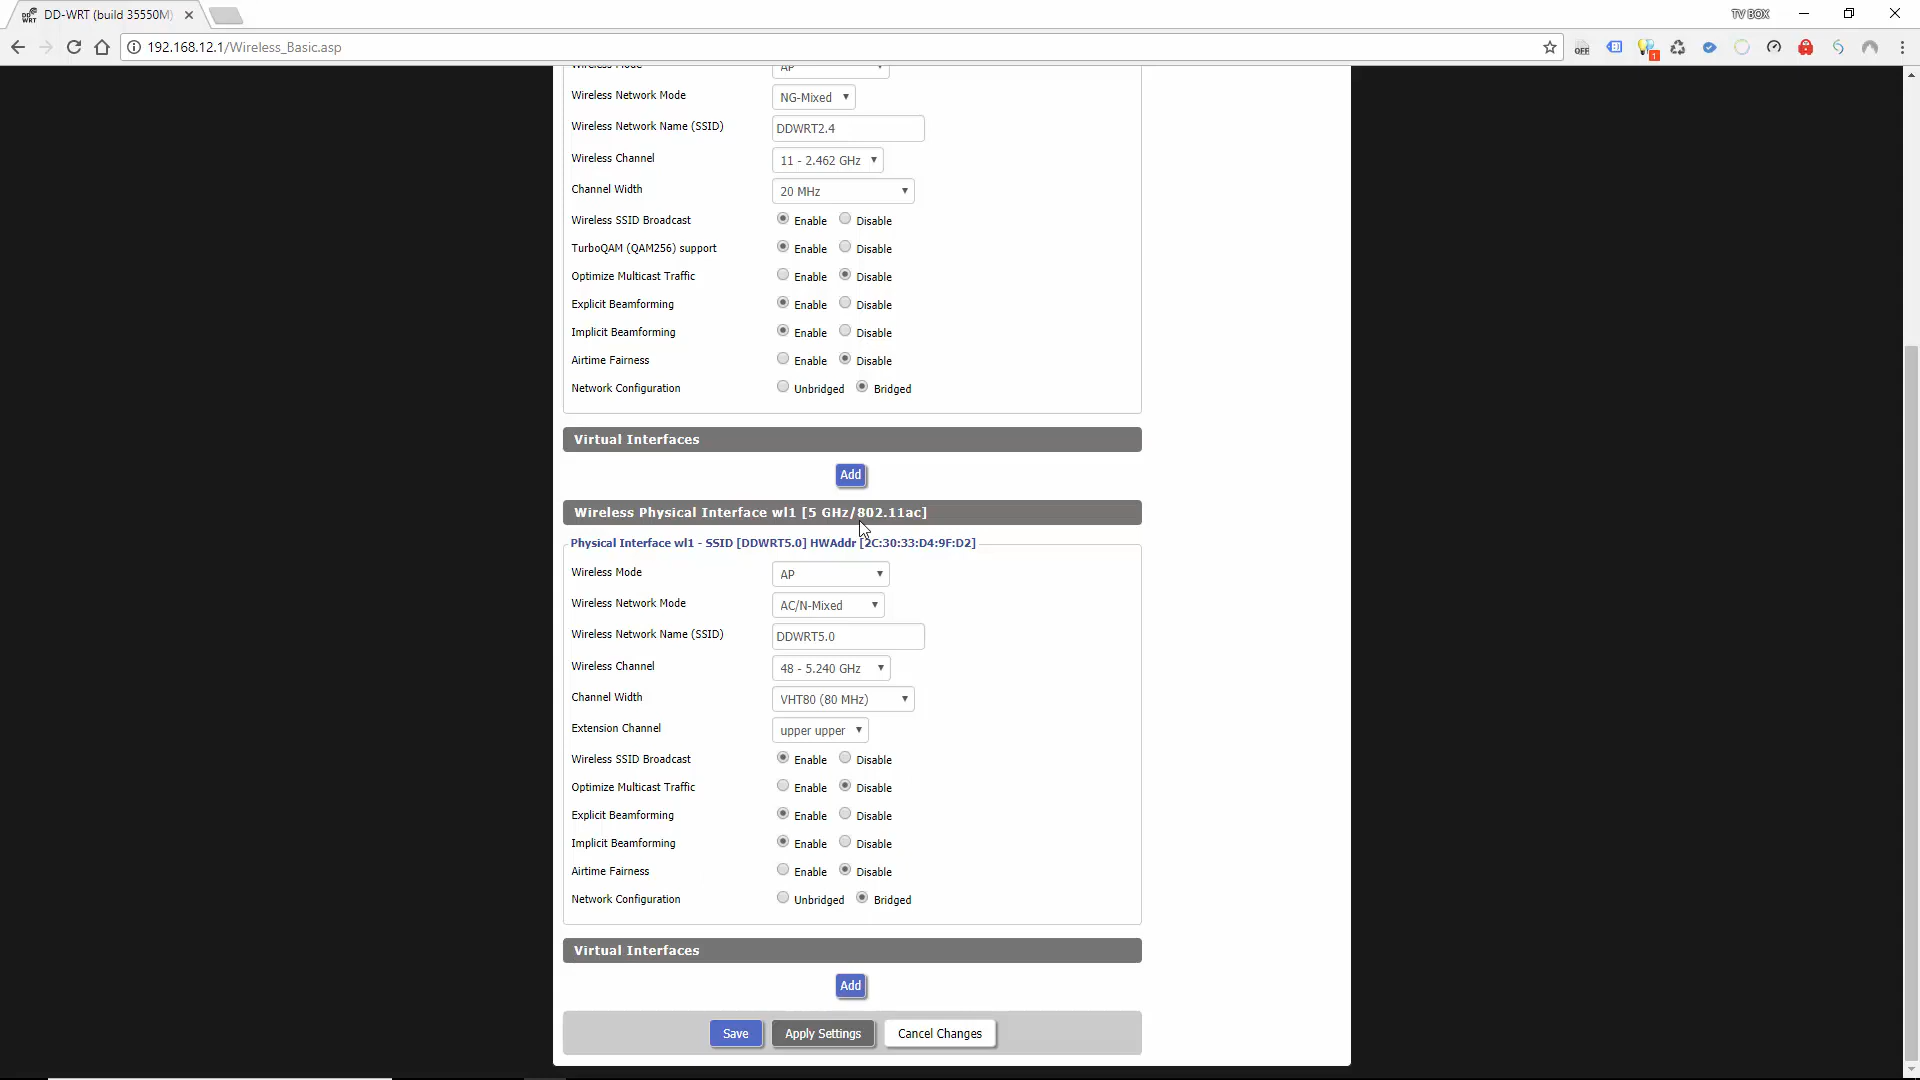 DD-WRT (build 35550M)
TV BOX
192.168.12.1/Wireless_Basic.asp
OFF
1
Wireless Mode AP
Wireless Network Mode NG-Mixed
Wireless Network Name (SSID) DDWRT2.4
Wireless Channel 11 - 2.462 GHz
Channel Width 20 MHz
Wireless SSID Broadcast Enable Disable
TurboQAM (QAM256) support Enable Disable
Optimize Multicast Traffic Enable Disable
Explicit Beamforming Enable Disable
Implicit Beamforming Enable Disable
Airtime Fairness Enable Disable
Network Configuration Unbridged Bridged
Virtual Interfaces
Add
Wireless Physical Interface wl1 [5 GHz/802.11ac]
Physical Interface wl1 - SSID [DDWRT5.0] HWAddr [2C:30:33:D4:9F:D2]
Wireless Mode AP
Wireless Network Mode AC/N-Mixed
Wireless Network Name (SSID) DDWRT5.0
Wireless Channel 48 - 5.240 GHz
Channel Width VHT80 (80 MHz)
Extension Channel upper upper
Wireless SSID Broadcast Enable Disable
Optimize Multicast Traffic Enable Disable
Explicit Beamforming Enable Disable
Implicit Beamforming Enable Disable
Airtime Fairness Enable Disable
Network Configuration Unbridged Bridged
Virtual Interfaces
Add
Save Apply Settings Cancel Changes